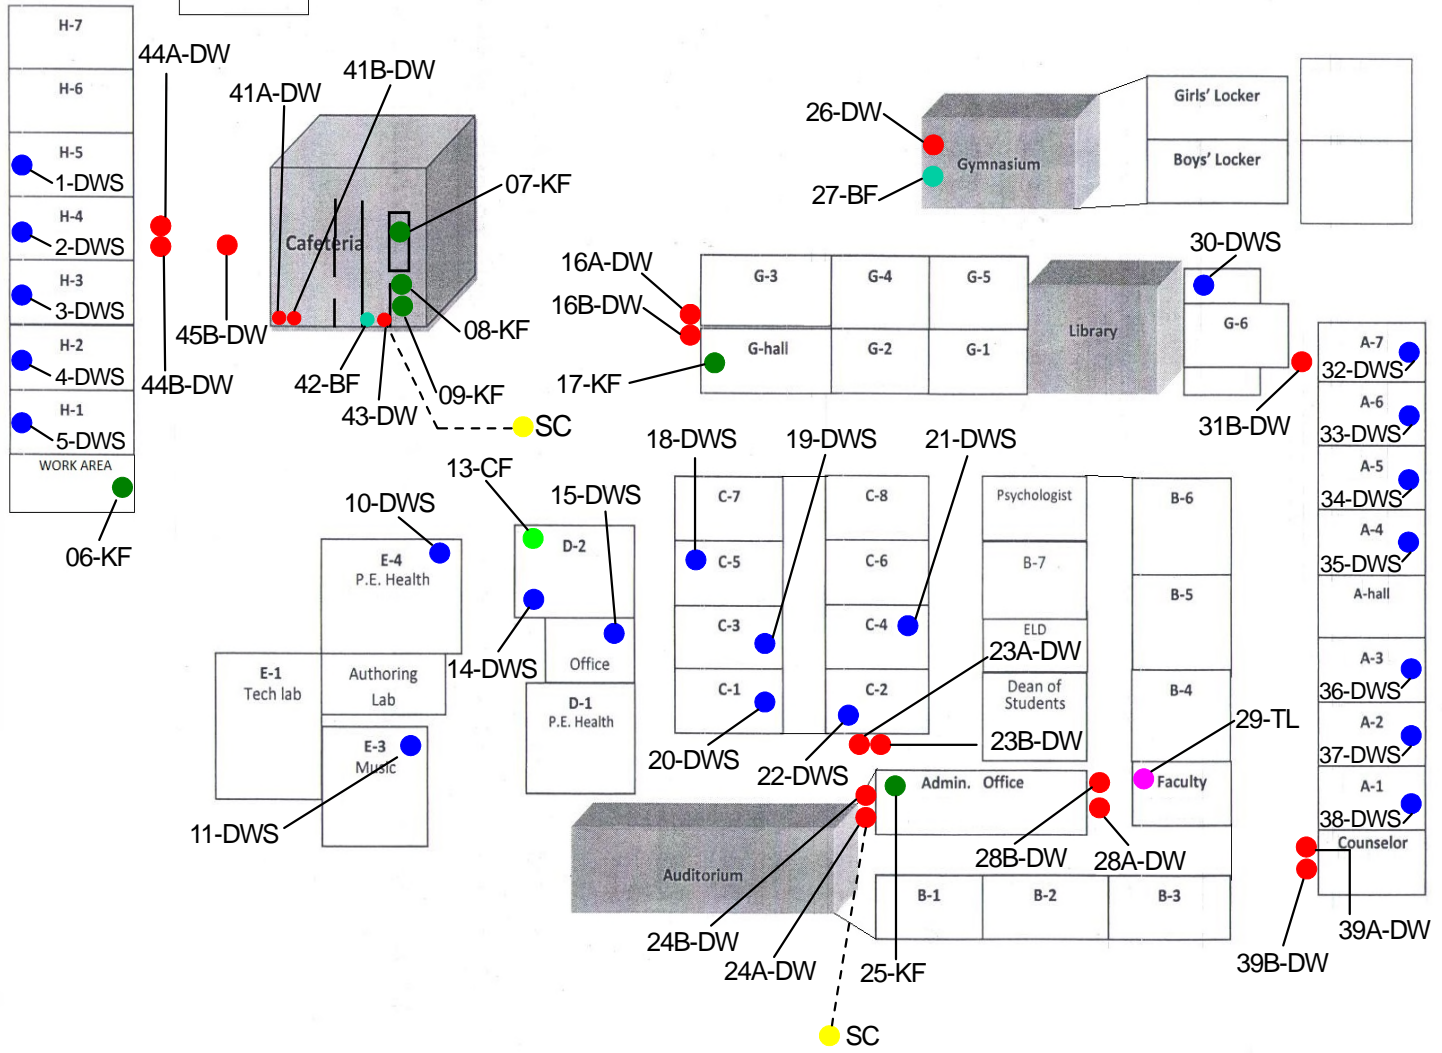 H-7
44A-DW
41B-DW
41A-DW
H-6
Girls' Locker
26-DW
H-5
Boys' Locker
Gymnasium
1-DWS
07-KF
27-BF
H-4
2-DWS
Cafeteria
30-DWS
16A-DW
G-3
G-4
G-5
H-3
3-DWS
16B-DW
45B-DW
08-KF
Library
G-6
H-2
G-hall
G-2
G-1
A-7
4-DWS
44B-DW
42-BF
09-KF
17-KF
32-DWS
H-1
43-DW
A-6
5-DWS
SC
31B-DW
33-DWS
18-DWS
19-DWS
21-DWS
WORK AREA
13-CF
A-5
10-DWS
15-DWS
C-7
C-8
Psychologist
B-6
34-DWS
06-KF
A-4
E-4
P.E. Health
D-2
C-5
C-6
B-7
35-DWS
B-5
A-hall
C-3
C-4
ELD
23A-DW
E-1
Tech lab
Authoring
Lab
14-DWS
Office
A-3
36-DWS
C-1
C-2
Dean of
Students
B-4
D-1
P.E. Health
29-TL
A-2
E-3
Music
20-DWS
22-DWS
23B-DW
37-DWS
Admin. Office
Faculty
A-1
38-DWS
11-DWS
Counselor
28B-DW
28A-DW
Auditorium
B-1
B-2
B-3
24B-DW
39A-DW
24A-DW
25-KF
39B-DW
SC